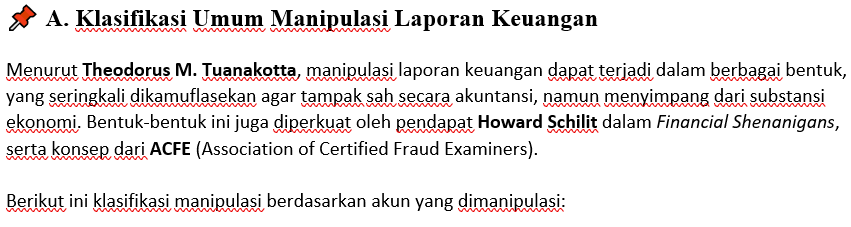 📌 A. Klasifikasi Umum Manipulasi Laporan Keuangan
Menurut Theodorus M. Tuanakotta, manipulasi laporan keuangan dapat terjadi dalam berbagai bentuk,
yang seringkali dikamuflasekan agar tampak sah secara akuntansi, namun menyimpang dari substansi
ekonomi. Bentuk-bentuk ini juga diperkuat oleh pendapat Howard Schilit dalam Financial Shenanigans,
serta konsep dari ACFE (Association of Certified Fraud Examiners).
Berikut ini klasifikasi manipulasi berdasarkan akun yang dimanipulasi: